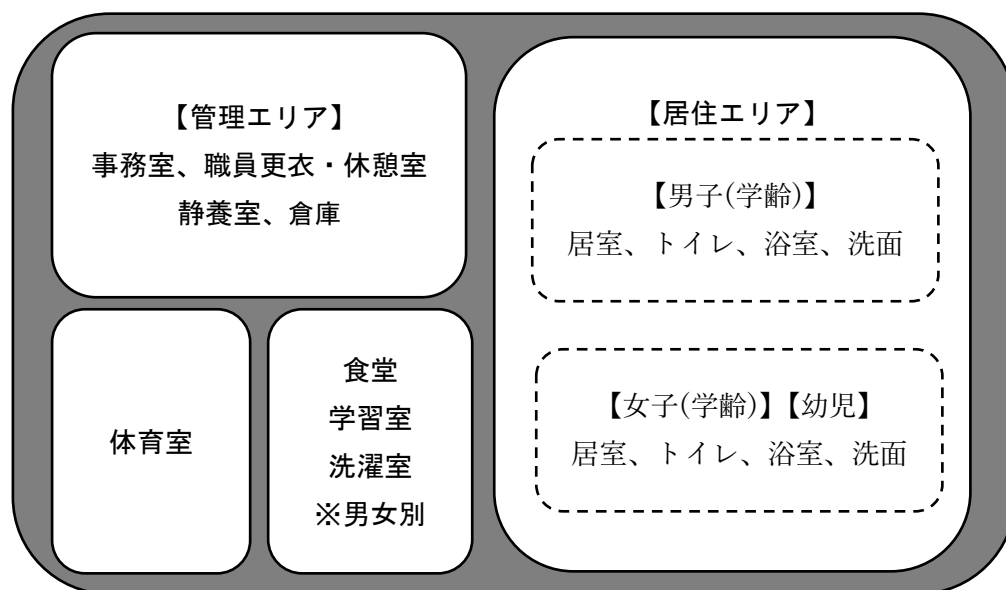 【管理エリア】
事務室、職員更衣・休憩室
静養室、倉庫
【居住エリア】
【男子(学齢)】
居室、トイレ、浴室、洗面
【女子(学齢)】【幼児】
居室、トイレ、浴室、洗面
体育室
食堂
学習室
洗濯室
※男女別